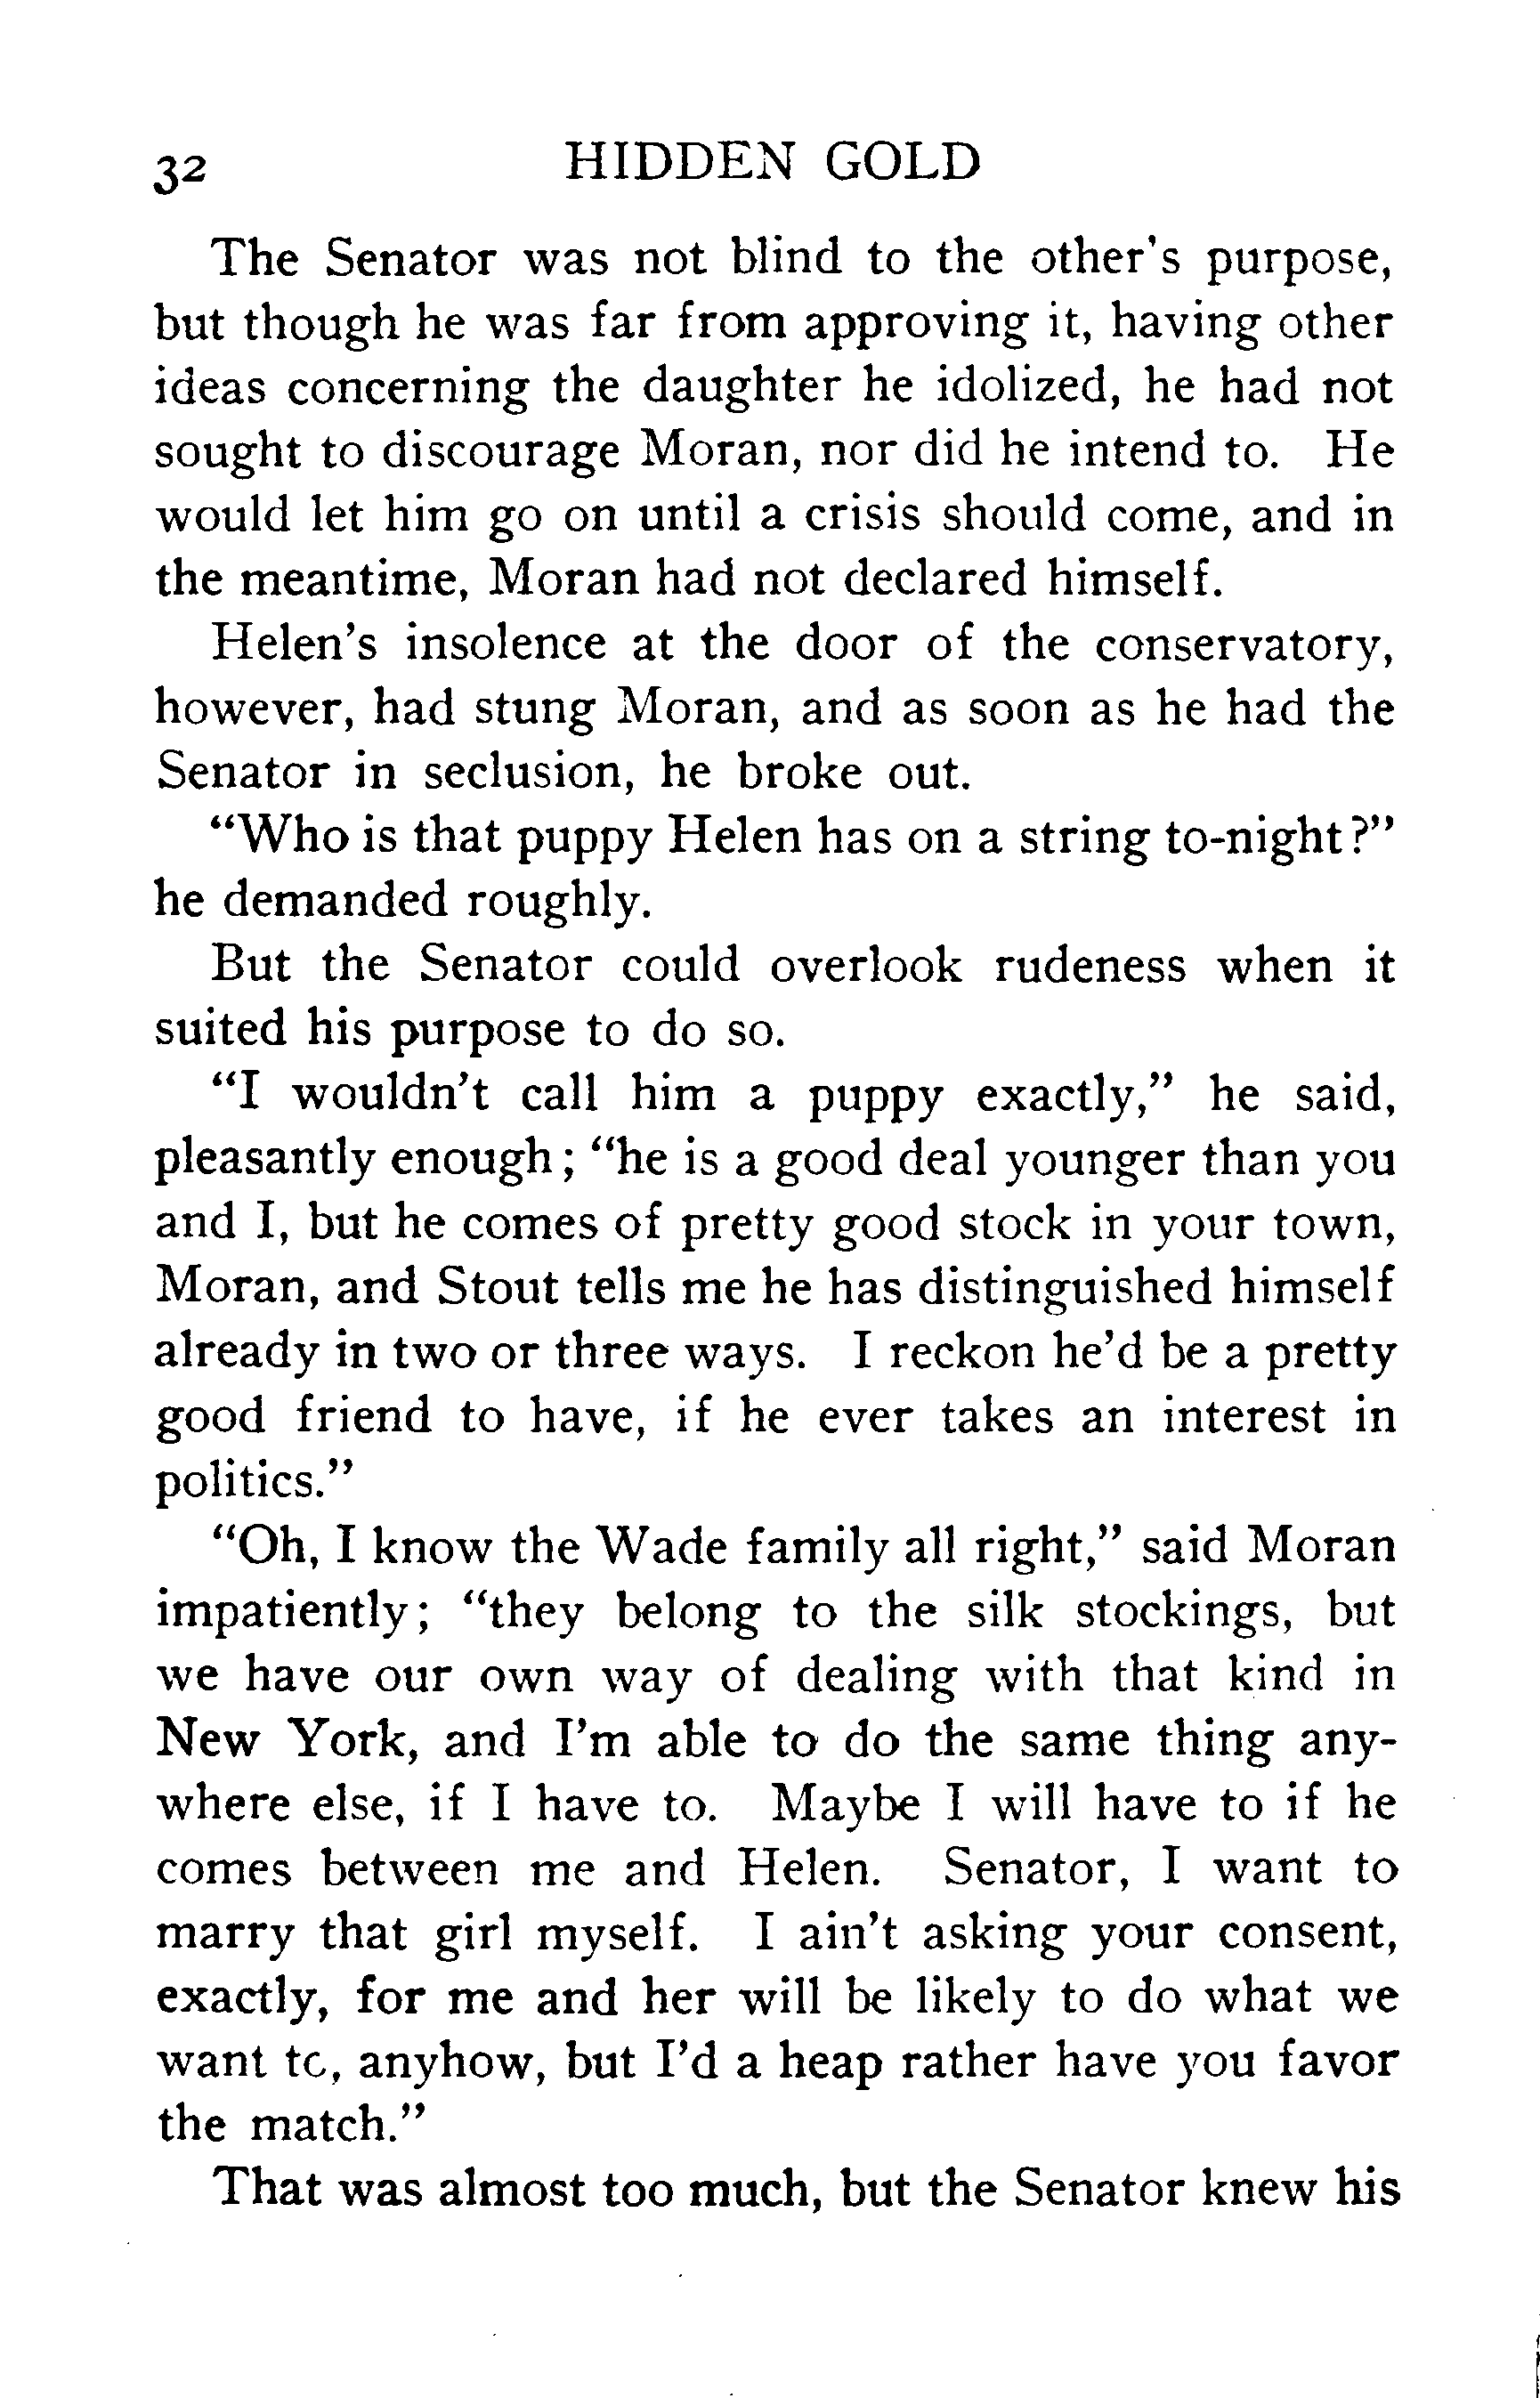 32 HIDDEN GOLD
The Senator was not blind to the other's purpose,
but though he was far from approving it, having other
ideas concerning the daughter he idolized, he had not
sought to discourage Moran, nor did he intend to. He
would let him go on until a crisis should come, and in
the meantime, Moran had not declared himself.
Helen's insolence at the door of the conservatory,
however, had stung Moran, and as soon as he had the
Senator in seclusion, he broke out.
"Who is that puppy Helen has on a string to-night?"
he demanded roughly.
But the Senator could overlook rudeness when it
suited his purpose to do so.
"I wouldn't call him a puppy exactly," he said,
pleasantly enough; "he is a good deal younger than you
and I, but he comes of pretty good stock in your town,
Moran, and Stout tells me he has distinguished himself
already in two or three ways. I reckon he'd be a pretty
good friend to have, if he ever takes an interest in
politics."
"Oh, I know the Wade family all right," said Moran
impatiently; "they belong to the silk stockings, but
we have our own way of dealing with that kind in
New York, and I'm able to do the same thing any-
where else, if I have to. Maybe I will have to if he
comes between me and Helen. Senator, I want to
marry that girl myself. I ain't asking your consent,
exactly, for me and her will be likely to do what we
want to, anyhow, but I'd a heap rather have you favor
the match."
That was almost too much, but the Senator knew his